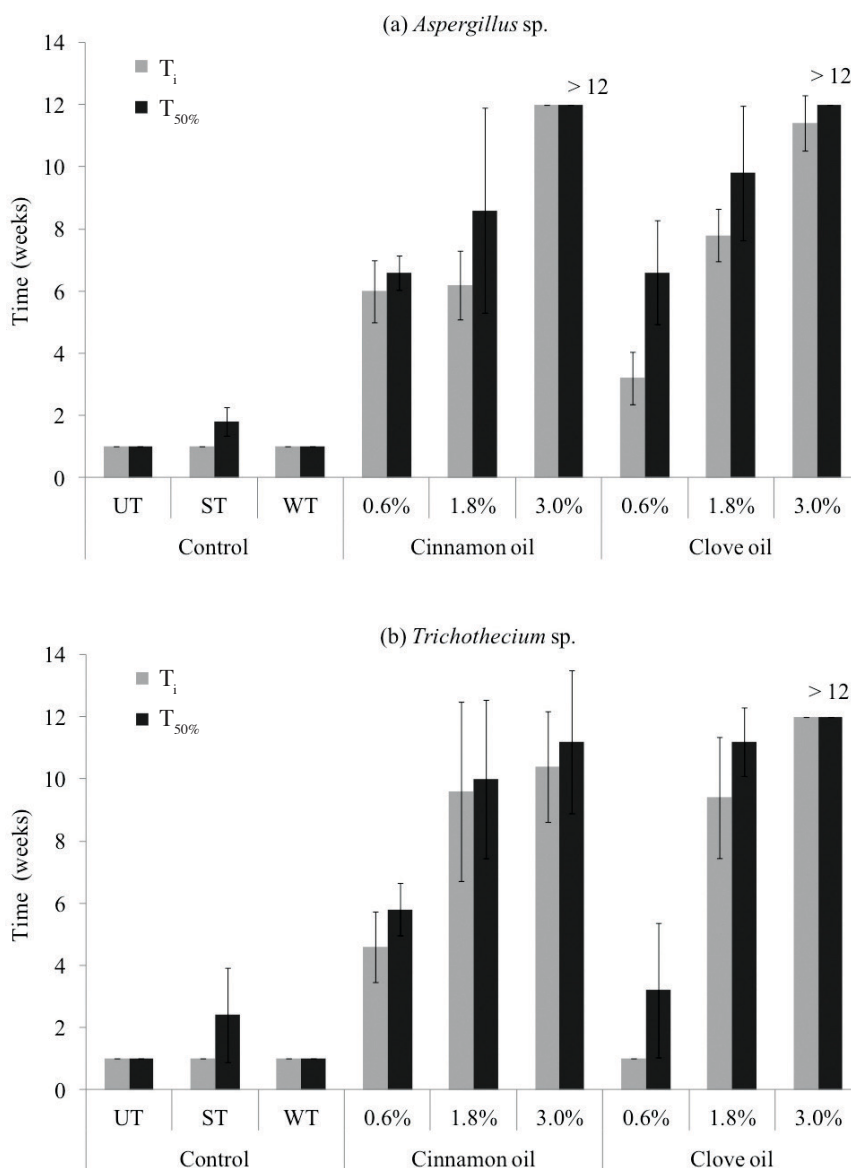 (a) Aspergillus sp.
14
12
10
8
6
4
2
0
Time (weeks)
Ti
T50%
> 12
> 12
UT ST WT 0.6% 1.8% 3.0% 0.6% 1.8% 3.0%
Control Cinnamon oil Clove oil
(b) Trichothecium sp.
14
12
10
8
6
4
2
0
Time (weeks)
Ti
T50%
> 12
UT ST WT 0.6% 1.8% 3.0% 0.6% 1.8% 3.0%
Control Cinnamon oil Clove oil